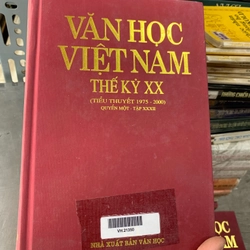 VĂN HỌC
VIỆT NAM
THẾ KỶ XX
(TIỂU THUYẾT 1975 - 2000)
QUYỂN MỘT - TẬP XXXII
NHÀ XUẤT BẢN VĂN HỌC
VĂN H